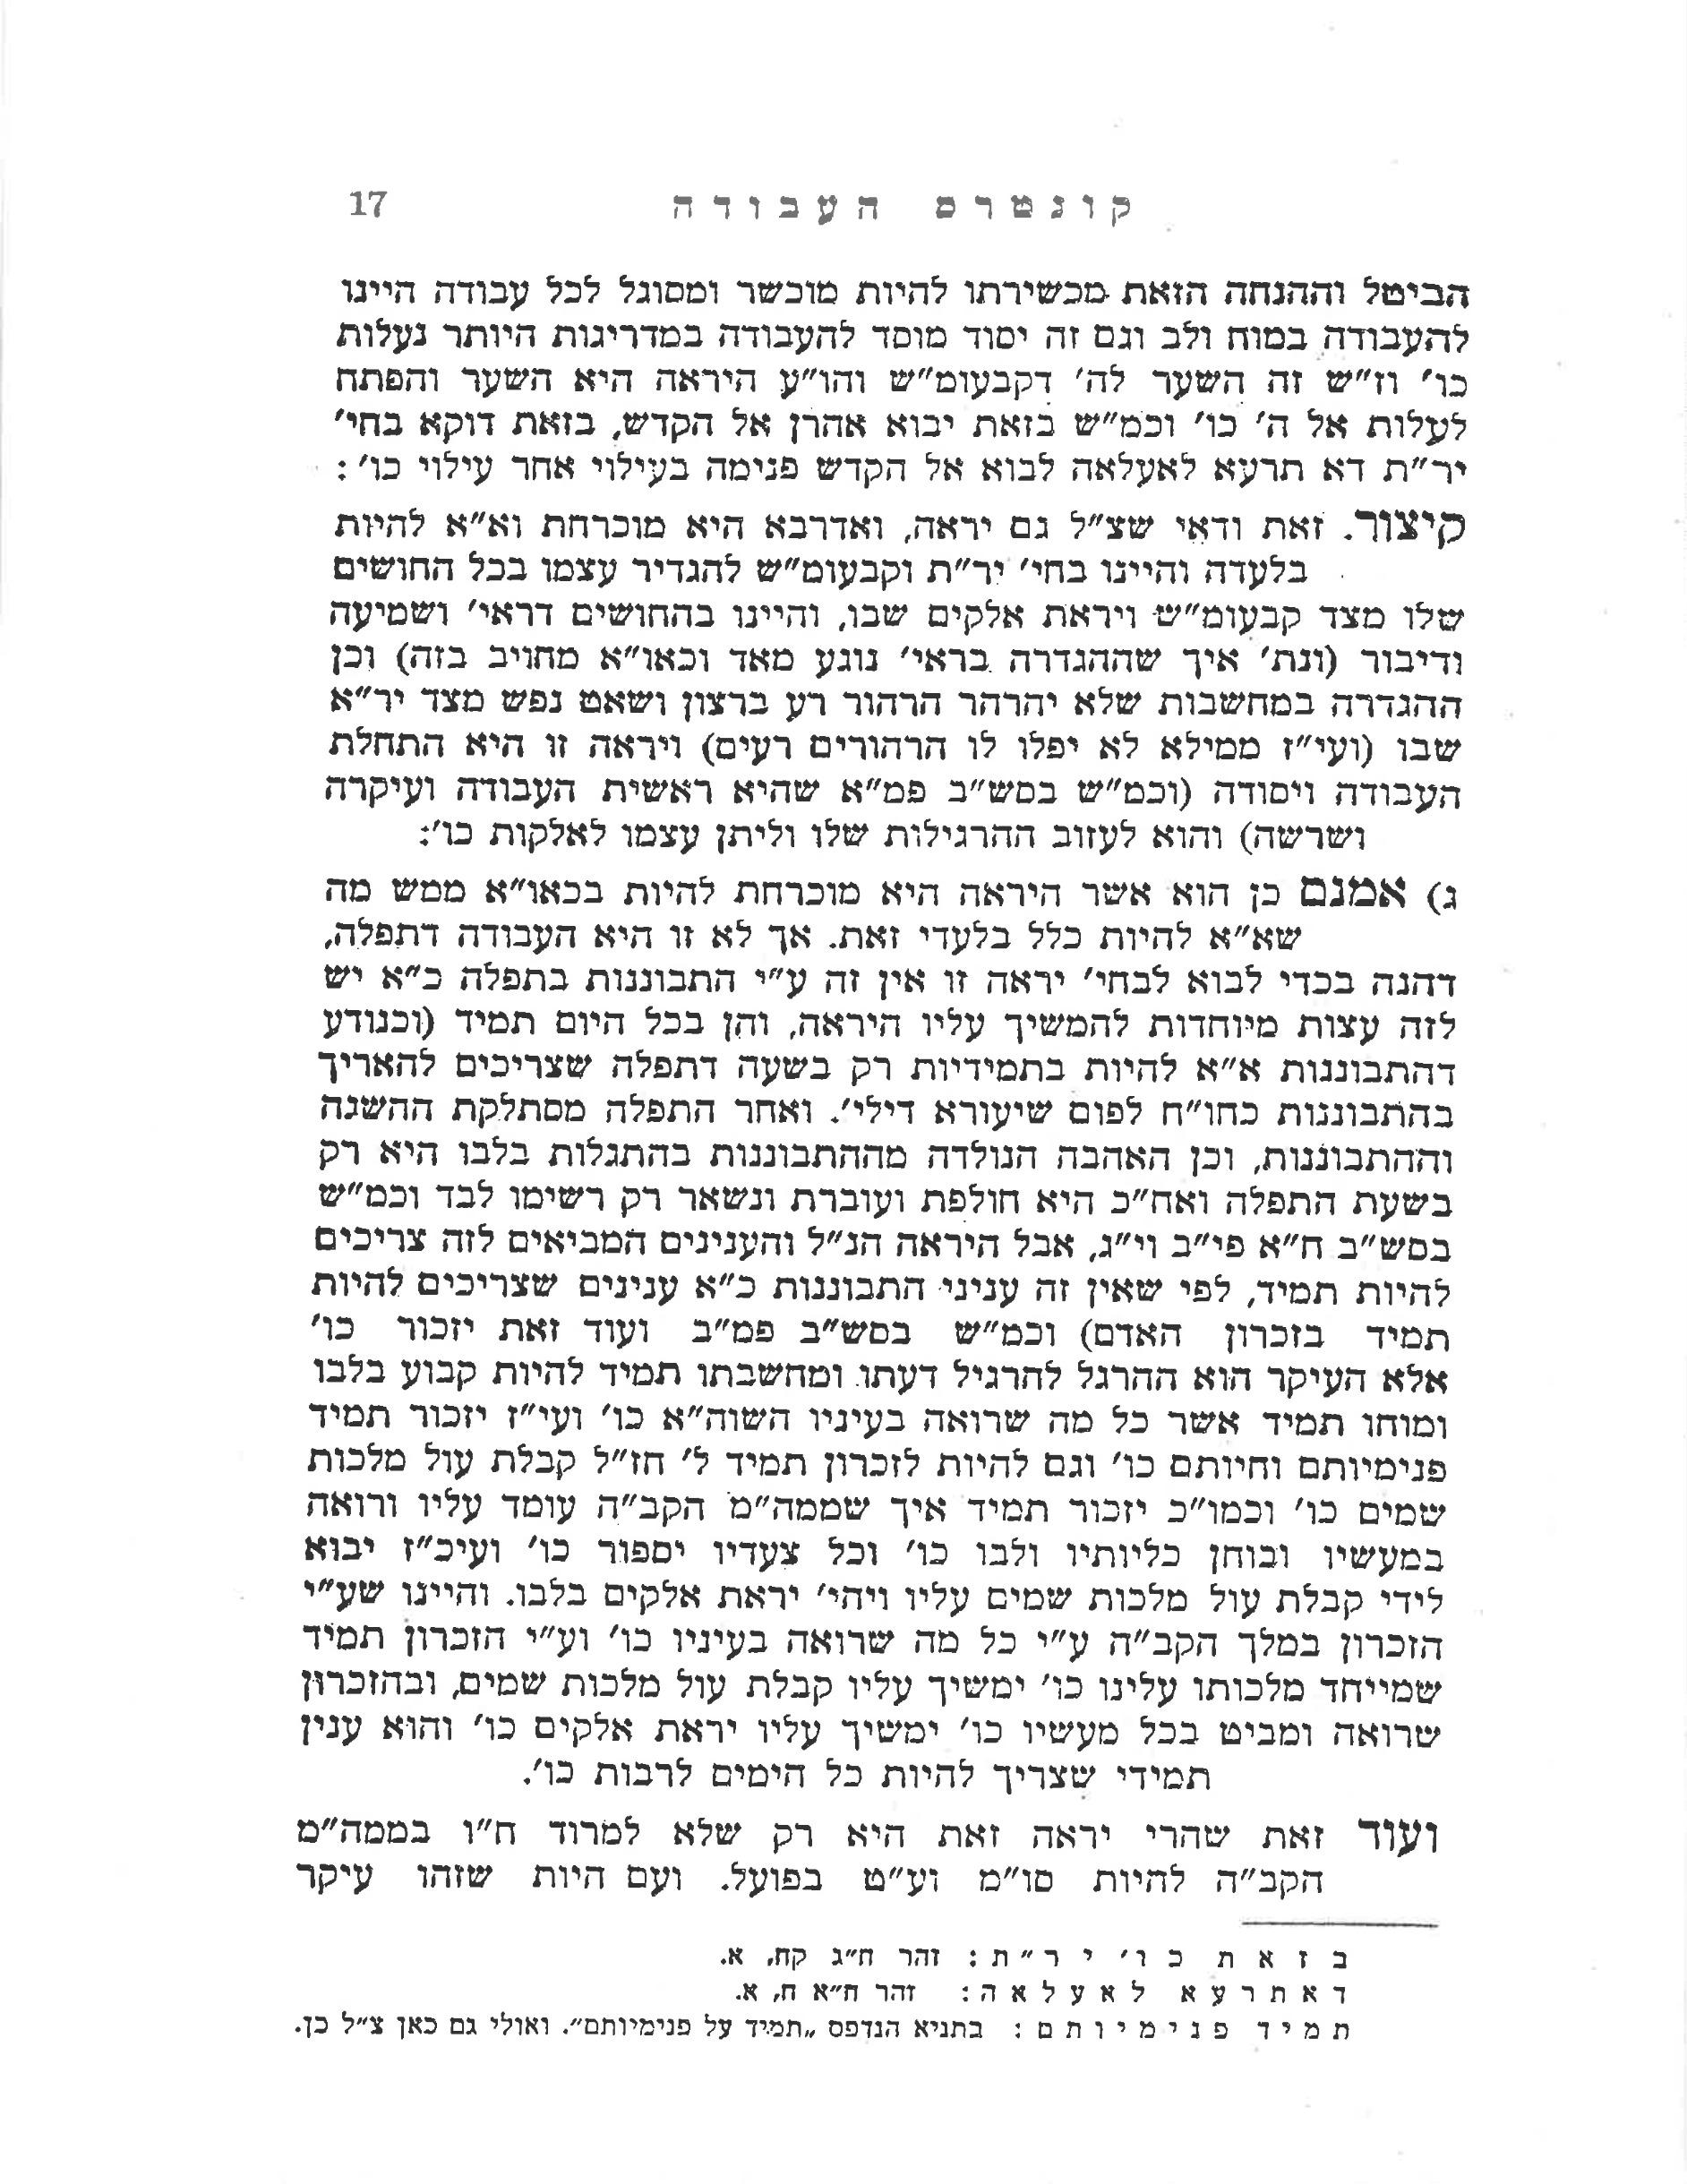 קונטרס העבודה 17
הביטל וההנחה הזאת מכשירתו להיות מוכשר ומסוגל לכל עבודה היינו
להעבודה במוח ולב וגם זה יסוד מוסד להעבודה במדריגות היותר נעלות
כו' וז"ש זה השער לה' דקבעומ"ש והו"ע היראה היא השער והפתח
לעלות אל ה' כו' וכמ"ש בזאת יבוא אהרן אל הקדש, בזאת דוקא בחי'
יר"ת דא תרעא לאעלאה לבוא אל הקדש פנימה בעילוי אחר עילוי כו':
קיצור. זאת ודאי שצ"ל גם יראה, ואדרבא היא מוכרחת וא"א להיות
בלעדה והיינו בחי' יר"ת וקבעומ"ש להגדיר עצמו בכל החושים
שלו מצד קבעומ"ש ויראת אלקים שבו, והיינו בהחושים דראי' ושמיעה
ודיבור (ונת' איך שההגדרה בראי' נוגע מאד וכאו"א מחויב בזה) וכן
ההגדרה במחשבות שלא יהרהר הרהור רע ברצון ושאט נפש מצד יר"א
שבו (ועי"ז ממילא לא יפלו לו הרהורים רעים) ויראה זו היא התחלת
העבודה ויסודה (וכמ"ש בסש"ב פמ"א שהיא ראשית העבודה ועיקרה
ושרשה) והוא לעזוב ההרגילות שלו וליתן עצמו לאלקות כו':
ג) אמנם כן הוא אשר היראה היא מוכרחת להיות בכאו"א ממש מה
שא"א להיות כלל בלעדי זאת. אך לא זו היא העבודה דתפלה,
דהנה בכדי לבוא לבחי' יראה זו אין זה ע"י התבוננות בתפלה כ"א יש
לזה עצות מיוחדות להמשיך עליו היראה, והן בכל היום תמיד (וכנודע
דהתבוננות א"א להיות בתמידיות רק בשעה דתפלה שצריכים להאריך
בהתבוננות כחו"ח לפום שיעורא דילי'. ואחר התפלה מסתלקת ההשגה
וההתבוננות, וכן האהבה הנולדה מההתבוננות בהתגלות בלבו היא רק
בשעת התפלה ואח"כ היא חולפת ועוברת ונשאר רק רשימו לבד וכמ"ש
בסש"ב ח"א פי"ב וי"ג, אבל היראה הנ"ל והענינים המביאים לזה צריכים
להיות תמיד, לפי שאין זה עניני התבוננות כ"א ענינים שצריכים להיות
תמיד בזכרון האדם) וכמ"ש בסש"ב פמ"ב ועוד זאת יזכור כו'
אלא העיקר הוא ההרגל להרגיל דעתו ומחשבתו תמיד להיות קבוע בלבו
ומוחו תמיד אשר כל מה שרואה בעיניו השוה"א כו' ועי"ז יזכור תמיד
פנימיותם וחיותם כו' וגם להיות לזכרון תמיד ל' חז"ל קבלת עול מלכות
שמים כו' וכמו"כ יזכור תמיד איך שממה"מ הקב"ה עומד עליו ורואה
במעשיו ובוחן כליותיו ולבו כו' וכל צעדיו יספור כו' ועיכ"ז יבוא
לידי קבלת עול מלכות שמים עליו ויהי' יראת אלקים בלבו. והיינו שע"י
הזכרון במלך הקב"ה ע"י כל מה שרואה בעיניו כו' וע"י הזכרון תמיד
שמייחד מלכותו עלינו כו' ימשיך עליו קבלת עול מלכות שמים, ובהזכרון
שרואה ומביט בכל מעשיו כו' ימשיך עליו יראת אלקים כו' והוא ענין
תמידי שצריך להיות כל הימים לרבות כו'.
ועוד זאת שהרי יראה זאת היא רק שלא למרוד ח"ו בממה"מ
הקב"ה להיות סו"מ וע"ט בפועל. ועם היות שזהו עיקר
בזאת כו' יר"ת: זהר ח"ג קח, א.
דא תרעא לאעלאה: זהר ח"א ח, א.
תמיד פנימיותם: בתניא הנדפס „תמיד על פנימיותם". ואולי גם כאן צ"ל כן.